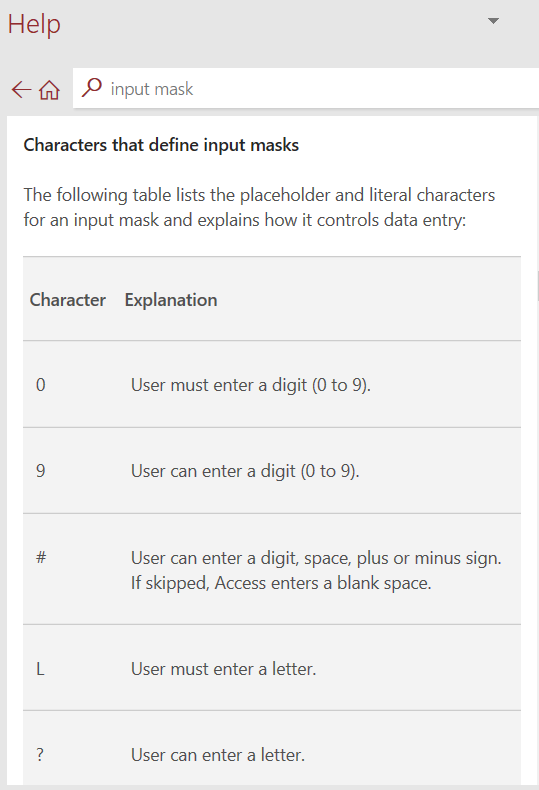 Help
input mask
Characters that define input masks
The following table lists the placeholder and literal characters
for an input mask and explains how it controls data entry:
Character Explanation
0 User must enter a digit (0 to 9).
9 User can enter a digit (0 to 9).
# User can enter a digit, space, plus or minus sign.
If skipped, Access enters a blank space.
L User must enter a letter.
? User can enter a letter.